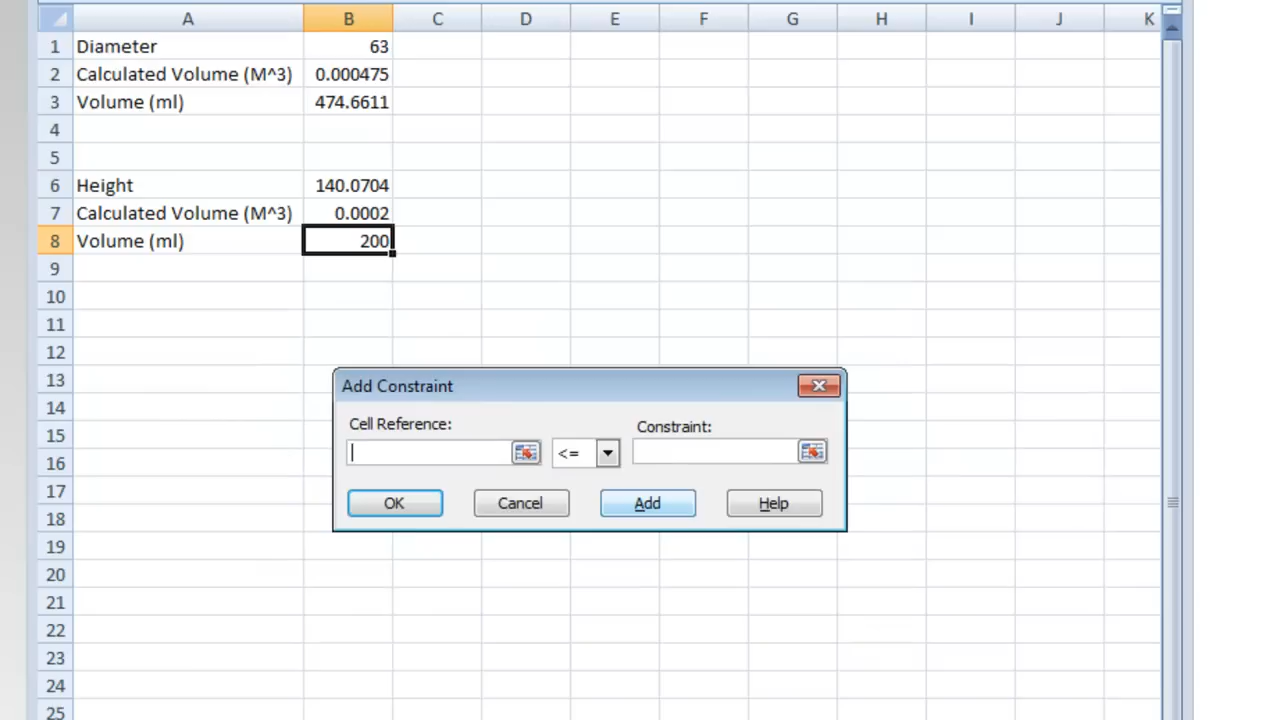 A B C D E F G H I J K
1 Diameter 63
2 Calculated Volume (M^3) 0.000475
3 Volume (ml) 474.6611
4
5
6 Height 140.0704
7 Calculated Volume (M^3) 0.0002
8 Volume (ml) 200
9
10
11
12
13
14
15
16
17
18
19
20
21
22
23
24
25
Add Constraint
Cell Reference: Constraint:
<=
OK Cancel Add Help